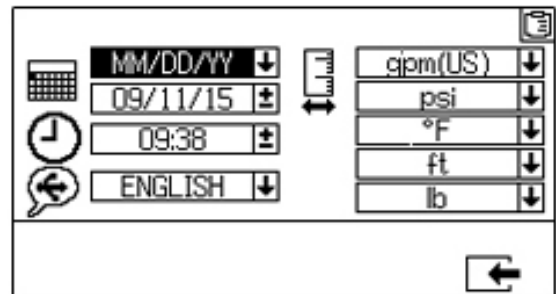 MM/DD/YY
09/11/15
09:38
ENGLISH
gpm(US)
psi
°F
ft
lb